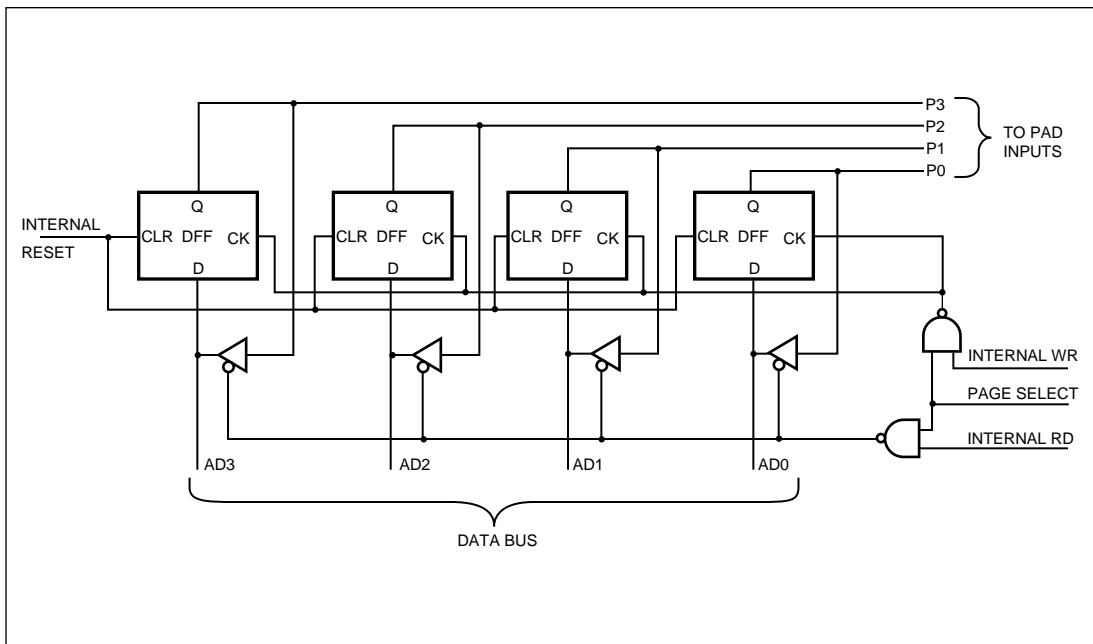 P3
P2
P1
P0
TO PAD
INPUTS
INTERNAL
RESET
Q
CLR DFF CK
D
Q
CLR DFF CK
D
Q
CLR DFF CK
D
Q
CLR DFF CK
D
INTERNAL WR
PAGE SELECT
INTERNAL RD
AD3
AD2
AD1
AD0
DATA BUS